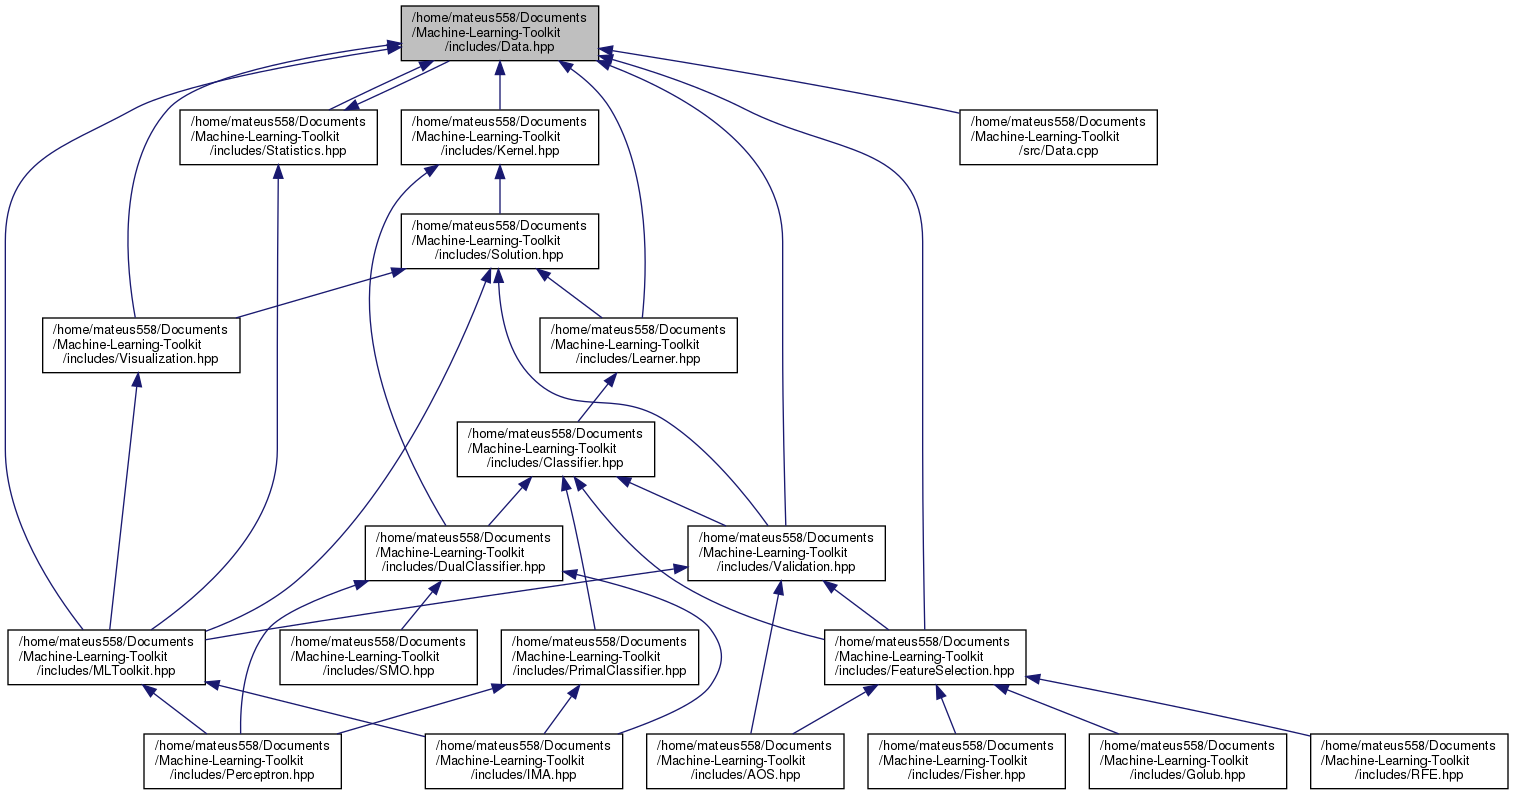 /home/mateus558/Documents
/Machine-Learning-Toolkit
/includes/Data.hpp
/home/mateus558/Documents
/Machine-Learning-Toolkit
/includes/Statistics.hpp
/home/mateus558/Documents
/Machine-Learning-Toolkit
/includes/Kernel.hpp
/home/mateus558/Documents
/Machine-Learning-Toolkit
/src/Data.cpp
/home/mateus558/Documents
/Machine-Learning-Toolkit
/includes/Solution.hpp
/home/mateus558/Documents
/Machine-Learning-Toolkit
/includes/Visualization.hpp
/home/mateus558/Documents
/Machine-Learning-Toolkit
/includes/Learner.hpp
/home/mateus558/Documents
/Machine-Learning-Toolkit
/includes/Classifier.hpp
/home/mateus558/Documents
/Machine-Learning-Toolkit
/includes/DualClassifier.hpp
/home/mateus558/Documents
/Machine-Learning-Toolkit
/includes/Validation.hpp
/home/mateus558/Documents
/Machine-Learning-Toolkit
/includes/MLToolkit.hpp
/home/mateus558/Documents
/Machine-Learning-Toolkit
/includes/SMO.hpp
/home/mateus558/Documents
/Machine-Learning-Toolkit
/includes/PrimalClassifier.hpp
/home/mateus558/Documents
/Machine-Learning-Toolkit
/includes/FeatureSelection.hpp
/home/mateus558/Documents
/Machine-Learning-Toolkit
/includes/Perceptron.hpp
/home/mateus558/Documents
/Machine-Learning-Toolkit
/includes/IMA.hpp
/home/mateus558/Documents
/Machine-Learning-Toolkit
/includes/AOS.hpp
/home/mateus558/Documents
/Machine-Learning-Toolkit
/includes/Fisher.hpp
/home/mateus558/Documents
/Machine-Learning-Toolkit
/includes/Golub.hpp
/home/mateus558/Documents
/Machine-Learning-Toolkit
/includes/RFE.hpp